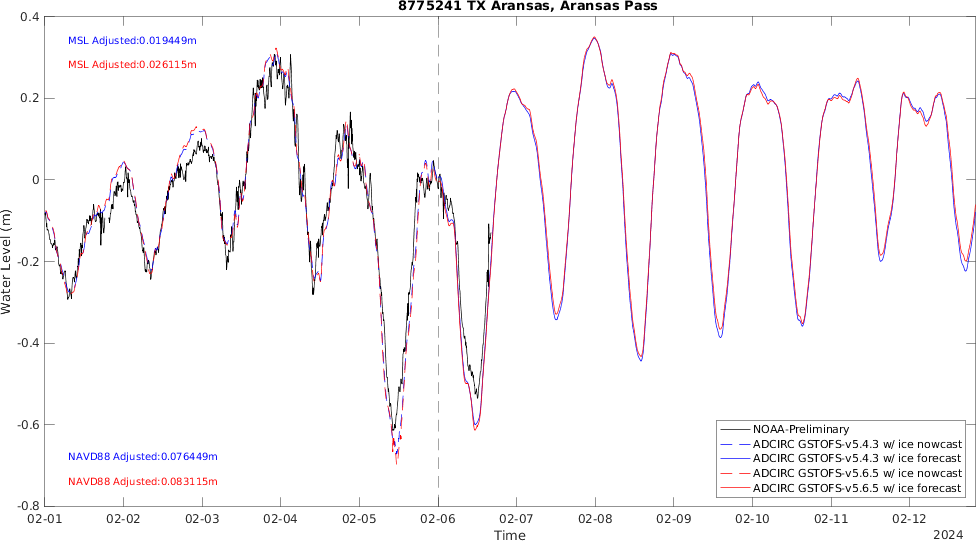 8775241 TX Aransas, Aransas Pass
MSL Adjusted:0.019449m
MSL Adjusted:0.026115m
NAVD88 Adjusted:0.076449m
NAVD88 Adjusted:0.083115m
Water Level (m)
0.4
0.2
0
-0.2
-0.4
-0.6
-0.8
NOAA-Preliminary
ADCIRC GSTOFS-v5.4.3 w/ ice nowcast
ADCIRC GSTOFS-v5.4.3 w/ ice forecast
ADCIRC GSTOFS-v5.6.5 w/ ice nowcast
ADCIRC GSTOFS-v5.6.5 w/ ice forecast
02-01 02-02 02-03 02-04 02-05 02-06 02-07 02-08 02-09 02-10 02-11 02-12
Time
2024